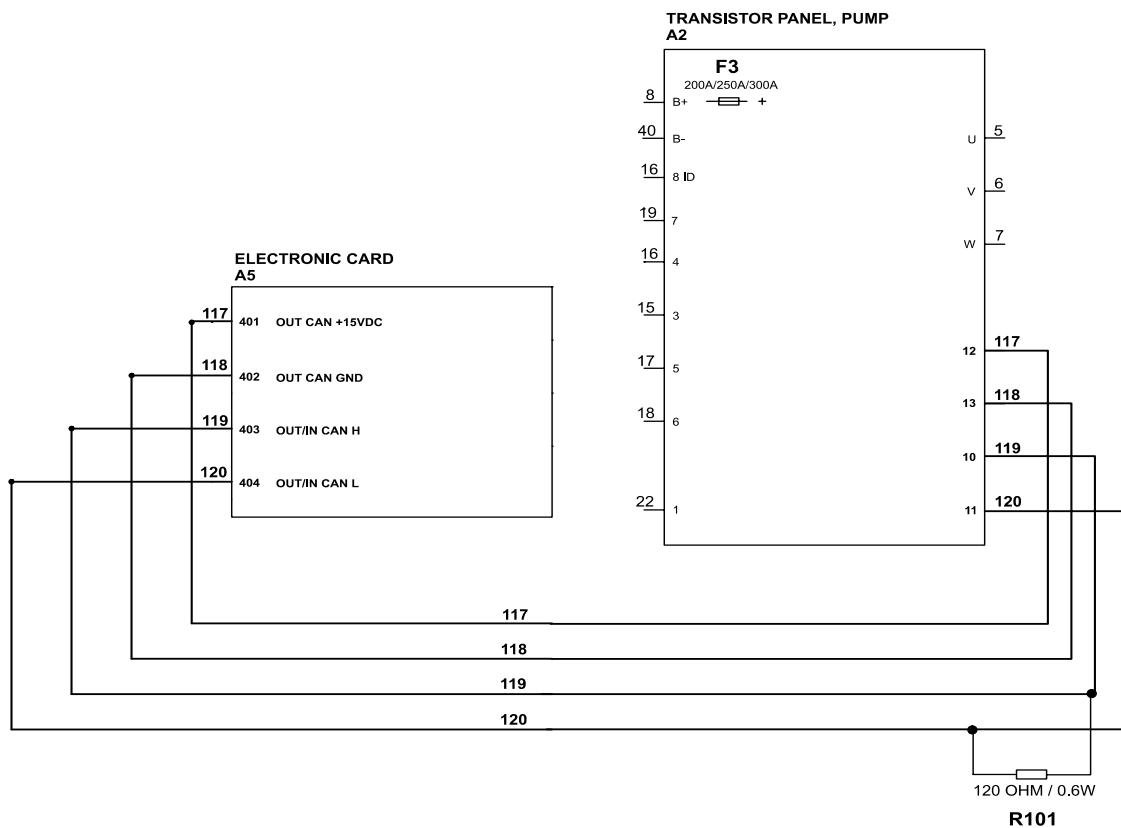 TRANSISTOR PANEL, PUMP
A2
F3
200A/250A/300A
8 B+ +
40 B-
U 5
16 8 ID
V 6
19 7
W 7
16 4
15 3
17 5
18 6
22 1
12 117
13 118
10 119
11 120
ELECTRONIC CARD
A5
117 401 OUT CAN +15VDC
118 402 OUT CAN GND
119 403 OUT/IN CAN H
120 404 OUT/IN CAN L
117
118
119
120
120 OHM / 0.6W
R101